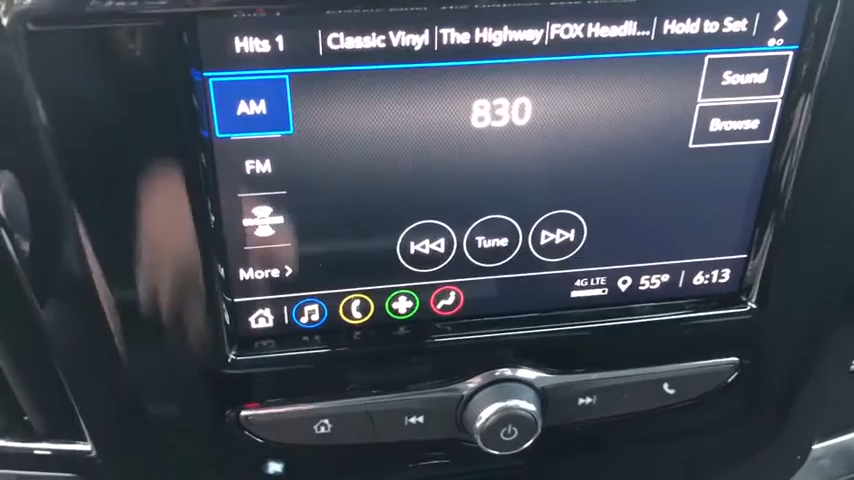 Hits 1
Classic Vinyl
The Highway
FOX Headli...
Hold to Set
AM
830
Sound
Browse
FM
Tune
More
4G LTE
55°
6:13